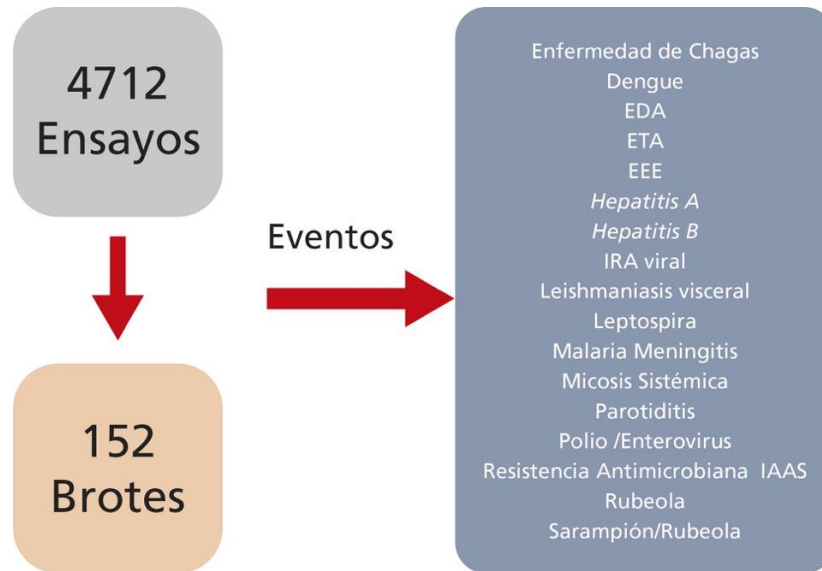 4712
Ensayos
152
Brotes
Eventos
Enfermedad de Chagas
Dengue
EDA
ETA
EEE
Hepatitis A
Hepatitis B
IRA viral
Leishmaniasis visceral
Leptospira
Malaria Meningitis
Micosis Sistémica
Parotiditis
Polio /Enterovirus
Resistencia Antimicrobiana IAAS
Rubeola
Sarampión/Rubeola